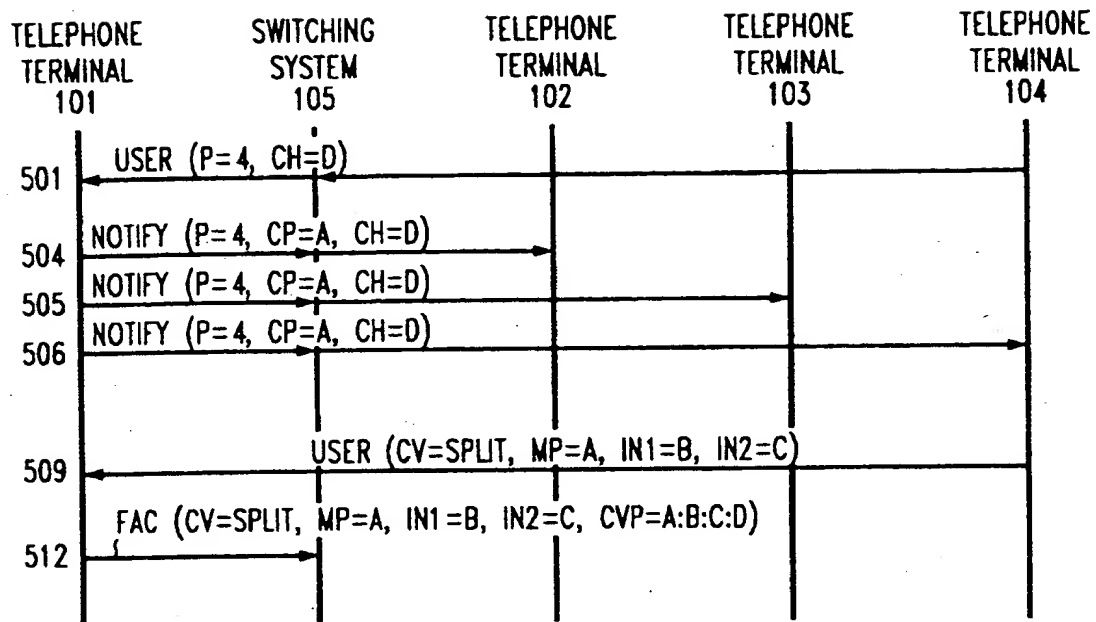 TELEPHONE TERMINAL 101
SWITCHING SYSTEM 105
TELEPHONE TERMINAL 102
TELEPHONE TERMINAL 103
TELEPHONE TERMINAL 104
501 USER (P=4, CH=D)
504 NOTIFY (P=4, CP=A, CH=D)
505 NOTIFY (P=4, CP=A, CH=D)
506 NOTIFY (P=4, CP=A, CH=D)
509 USER (CV=SPLIT, MP=A, IN1=B, IN2=C)
512 FAC (CV=SPLIT, MP=A, IN1=B, IN2=C, CVP=A:B:C:D)